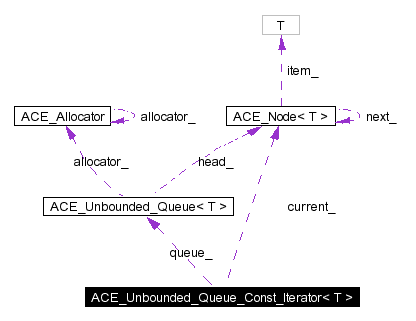 T
item_
ACE_Allocator
allocator_
ACE_Node< T >
next_
allocator_
head_
ACE_Unbounded_Queue< T >
current_
queue_
ACE_Unbounded_Queue_Const_Iterator< T >